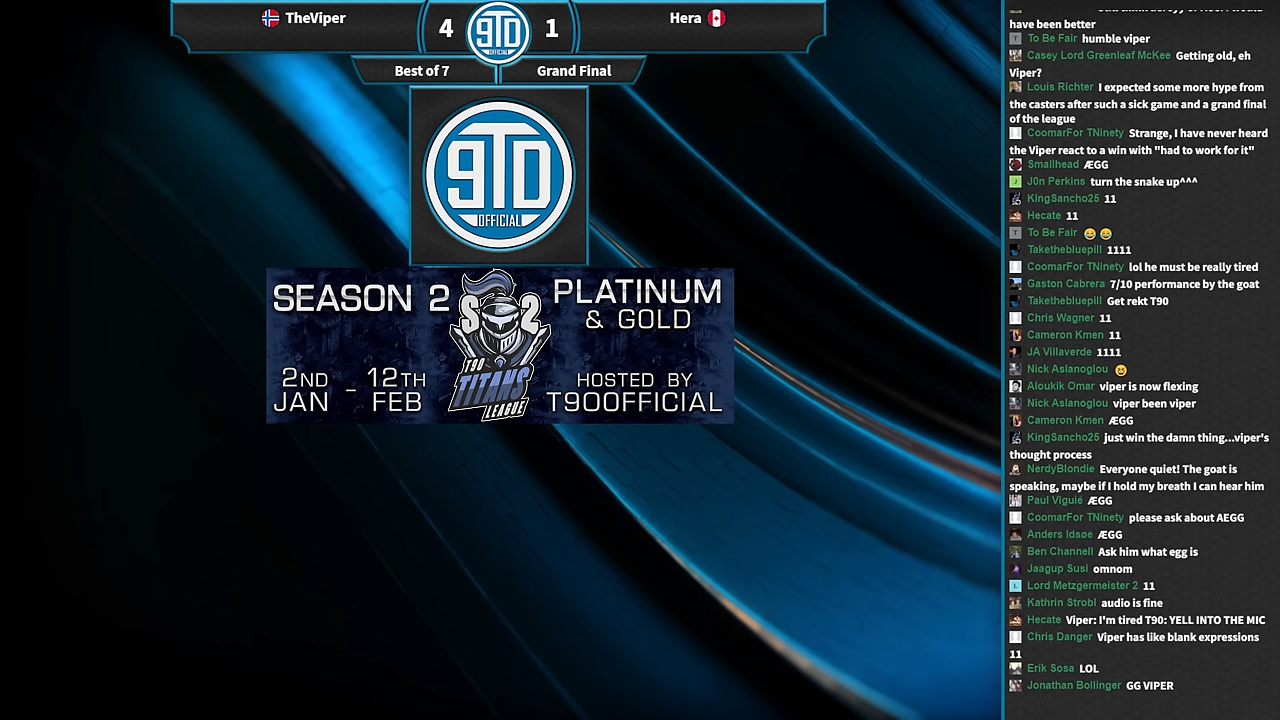 TheViper
4
1
Hera
Best of 7
Grand Final
9TO
OFFICIAL
9TO
OFFICIAL
SEASON 2
S 2
PLATINUM
& GOLD
2ND
JAN
-
12TH
FEB
T90
TITANS
LEAGUE
HOSTED BY
T90OFFICIAL
have been better
To Be Fair humble viper
Casey Lord Greenleaf McKee Getting old, eh
Viper?
Louis Richter I expected some more hype from
the casters after such a sick game and a grand final
of the league
CoomarFor TNinety Strange, I have never heard
the Viper react to a win with "had to work for it"
Smallhead ÆGG
J0n Perkins turn the snake up^^^
KingSancho25 11
Hecate 11
To Be Fair 😂 😂
Takethebluepill 1111
CoomarFor TNinety lol he must be really tired
Gaston Cabrera 7/10 performance by the goat
Takethebluepill Get rekt T90
Chris Wagner 11
Cameron Kmen 11
JA Villaverde 1111
Nick Aslanoglou 😆
Aloukik Omar viper is now flexing
Nick Aslanoglou viper been viper
Cameron Kmen ÆGG
KingSancho25 just win the damn thing...viper's
thought process
NerdyBlondie Everyone quiet! The goat is
speaking, maybe if I hold my breath I can hear him
Paul Viguié ÆGG
CoomarFor TNinety please ask about AEGG
Anders Idsøe ÆGG
Ben Channell Ask him what egg is
Jaagup Susi omnom
Lord Metzgermeister 2 11
Kathrin Strobl audio is fine
Hecate Viper: I'm tired T90: YELL INTO THE MIC
Chris Danger Viper has like blank expressions
11
Erik Sosa LOL
Jonathan Bollinger GG VIPER